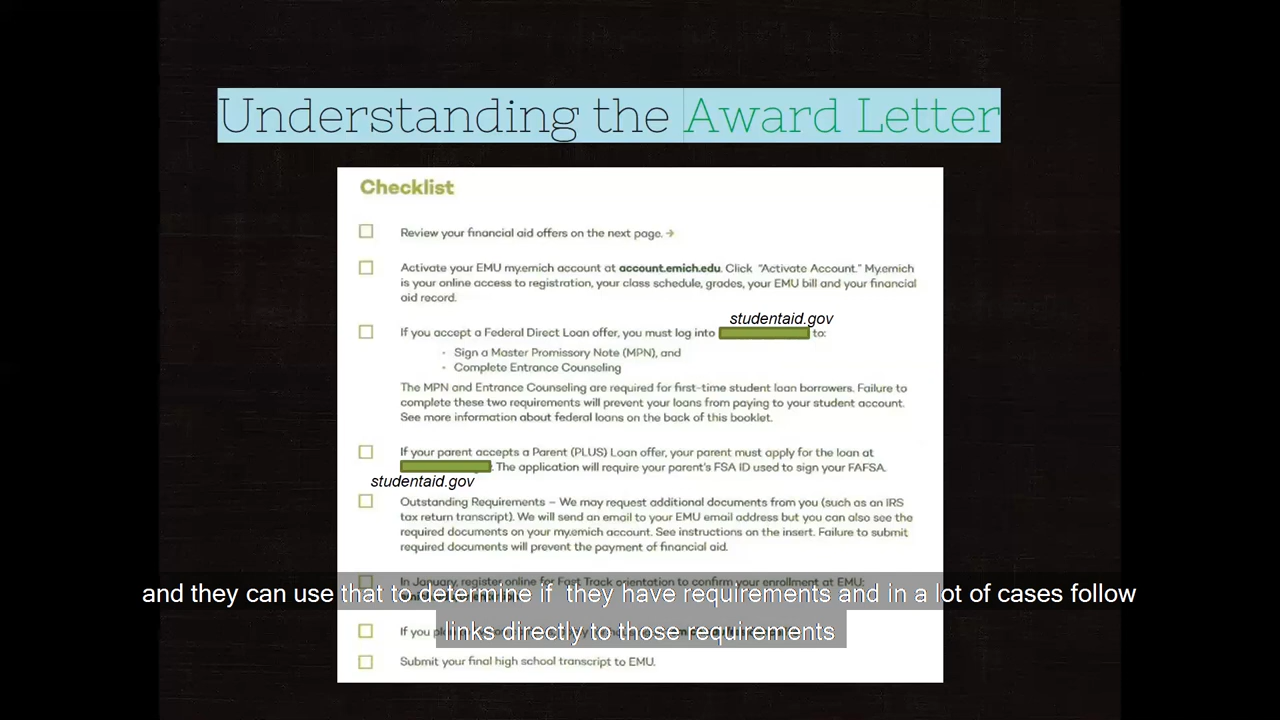 Understanding the Award Letter
Checklist
Review your financial aid offers on the next page. →
Activate your EMU my.emich account at account.emich.edu. Click "Activate Account." My.emich
is your online access to registration, your class schedule, grades, your EMU bill and your financial
aid record.
studentaid.gov
If you accept a Federal Direct Loan offer, you must log into to:
· Sign a Master Promissory Note (MPN), and
· Complete Entrance Counseling
The MPN and Entrance Counseling are required for first-time student loan borrowers. Failure to
complete these two requirements will prevent your loans from paying to your student account.
See more information about federal loans on the back of this booklet.
If your parent accepts a Parent (PLUS) Loan offer, your parent must apply for the loan at
. The application will require your parent's FSA ID used to sign your FAFSA.
studentaid.gov
Outstanding Requirements – We may request additional documents from you (such as an IRS
tax return transcript). We will send an email to your EMU email address but you can also see the
required documents on your my.emich account. See instructions on the insert. Failure to submit
required documents will prevent the payment of financial aid.
In January, register online for Fast Track orientation to confirm your enrollment at EMU:
and they can use that to determine if they have requirements and in a lot of cases follow
If you
links directly to those requirements
Submit your final high school transcript to EMU.